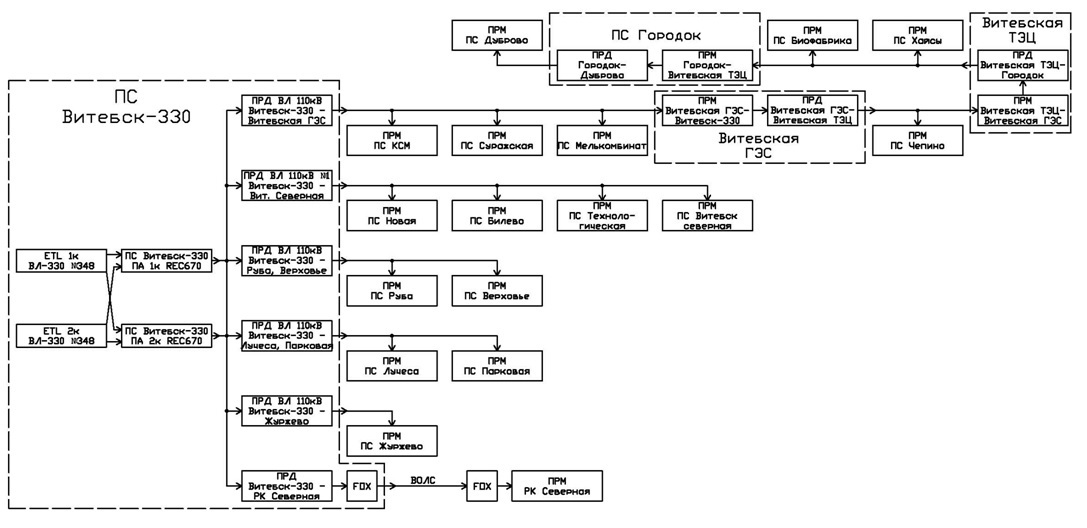 ПРМ
ПС Дуброво
ПС Городок
ПРД
Городок-
Дуброво
ПРМ
Городок-
Витебская ТЭЦ
ПРМ
ПС Биофабрика
ПРМ
ПС Хайсы
Витебская
ТЭЦ
ПРД
Витебская ТЭЦ-
Городок
ПРМ
Витебская ТЭЦ-
Витебская ГЭС
ПС
Витебск-330
ПРД ВЛ 110кВ
Витебск-330 -
Витебская ГЭС
ПРМ
ПС КСМ
ПРМ
ПС Суражская
ПРМ
ПС Мелькомбинат
ПРМ
Витебская ГЭС-
Витебск-330
ПРД
Витебская ГЭС-
Витебская ТЭЦ
Витебская
ГЭС
ПРМ
ПС Чепино
ПРД ВЛ 110кВ №1
Витебск-330 -
Вит. Северная
ПРМ
ПС Новая
ПРМ
ПС Билево
ПРМ
ПС Техноло-
гическая
ПРМ
ПС Витебск
северная
ETL 1к
ВЛ-330 №348
ПС Витебск-330
ПА 1к REC670
ПРД ВЛ 110кВ
Витебск-330 -
Руба, Верховье
ПРМ
ПС Руба
ПРМ
ПС Верховье
ETL 2к
ВЛ-330 №348
ПС Витебск-330
ПА 2к REC670
ПРД ВЛ 110кВ
Витебск-330 -
Лучеса, Парковая
ПРМ
ПС Лучеса
ПРМ
ПС Парковая
ПРД ВЛ 110кВ
Витебск-330 -
Журжево
ПРМ
ПС Журжево
ПРД
Витебск-330-
РК Северная
FOX
ВОЛС
FOX
ПРМ
РК Северная